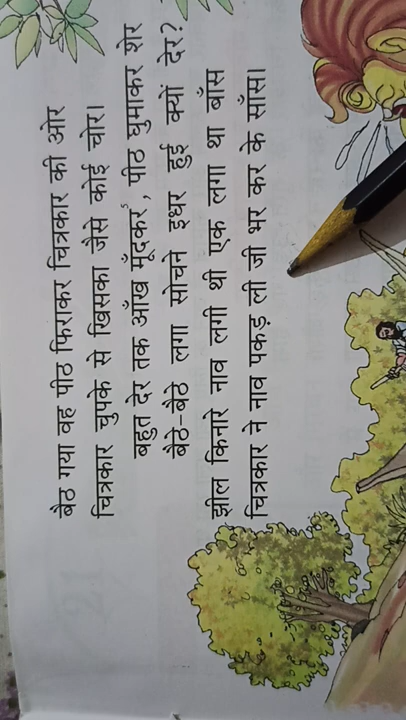 बैठ गया वह पीठ फिराकर चित्रकार की ओर
चित्रकार चुपके से खिसका जैसे कोई चोर।
बहुत देर तक आँख मूँदकर, पीठ घुमाकर शेर
बैठे-बैठे लगा सोचने इधर हुई क्यों देर?
झील किनारे नाव लगी थी एक लगा था बाँस
चित्रकार ने नाव पकड़ ली जी भर कर के साँस।